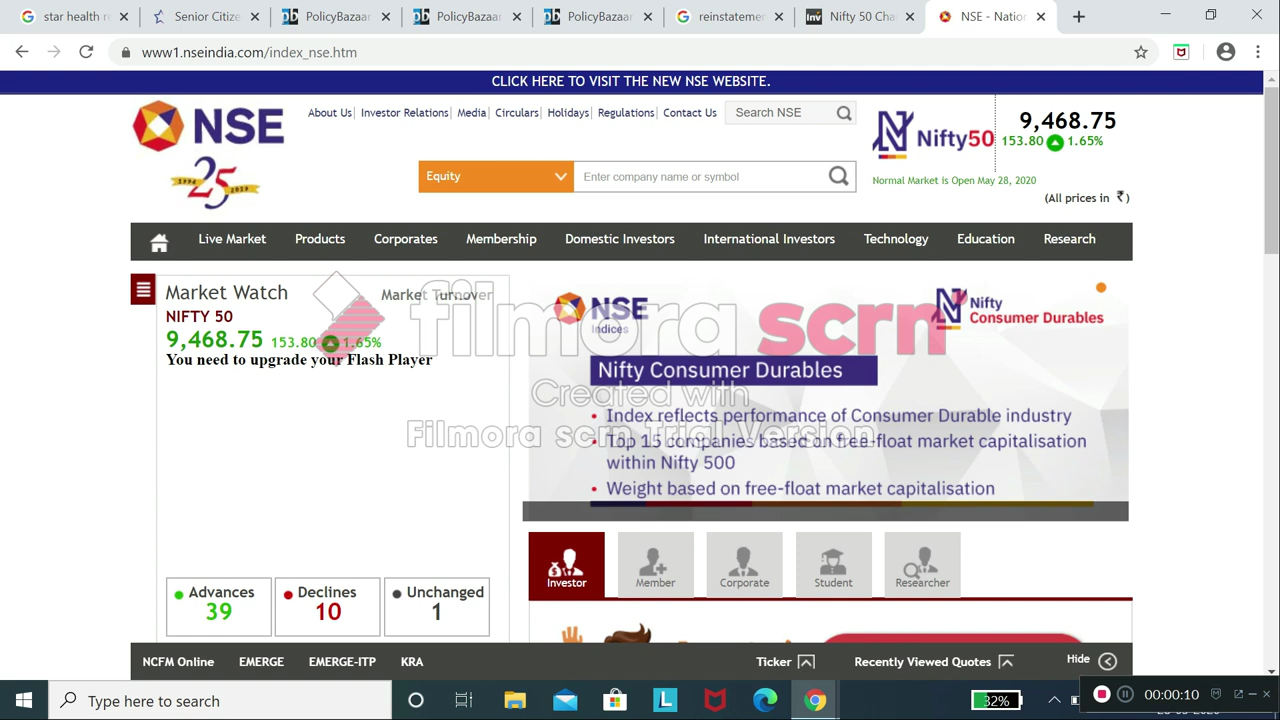 star health r
Senior Citize
PolicyBazaar
PolicyBazaar
PolicyBazaar
reinstatemen
Nifty 50 Cha
NSE - Nation
www1.nseindia.com/index_nse.htm
CLICK HERE TO VISIT THE NEW NSE WEBSITE.
NSE
25
About Us
Investor Relations
Media
Circulars
Holidays
Regulations
Contact Us
Search NSE
Equity
Enter company name or symbol
Nifty50
9,468.75
153.80 1.65%
Normal Market is Open May 28, 2020
(All prices in ₹)
Live Market
Products
Corporates
Membership
Domestic Investors
International Investors
Technology
Education
Research
Market Watch
Market Turnover
NIFTY 50
9,468.75 153.80 1.65%
You need to upgrade your Flash Player
filmora scrn
Created with
Filmora scrn Trial Version
NSE
Indices
Nifty
Consumer Durables
Nifty Consumer Durables
• Index reflects performance of Consumer Durable industry
• Top 15 companies based on free-float market capitalisation
within Nifty 500
• Weight based on free-float market capitalisation
Investor
Member
Corporate
Student
Researcher
Advances
39
Declines
10
Unchanged
1
NCFM Online
EMERGE
EMERGE-ITP
KRA
Ticker
Recently Viewed Quotes
Hide
Type here to search
32%
00:00:10